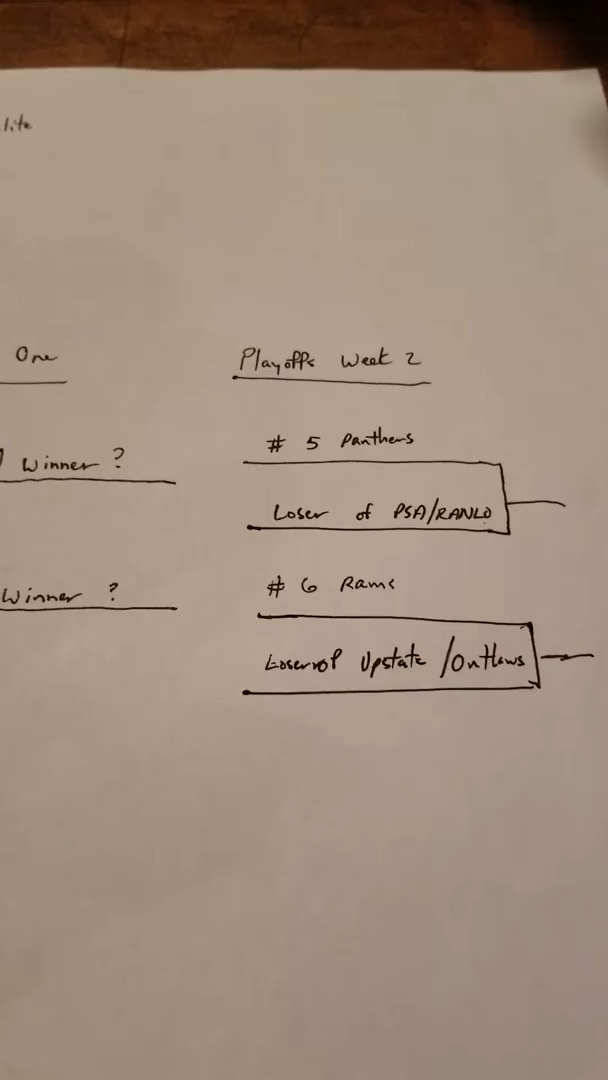 lite
One
Winner ?
Winner ?
Playoffs Week 2
# 5 Panthers
Loser of PSA/RANLO
# 6 Rams
Loser of Upstate /Outlaws